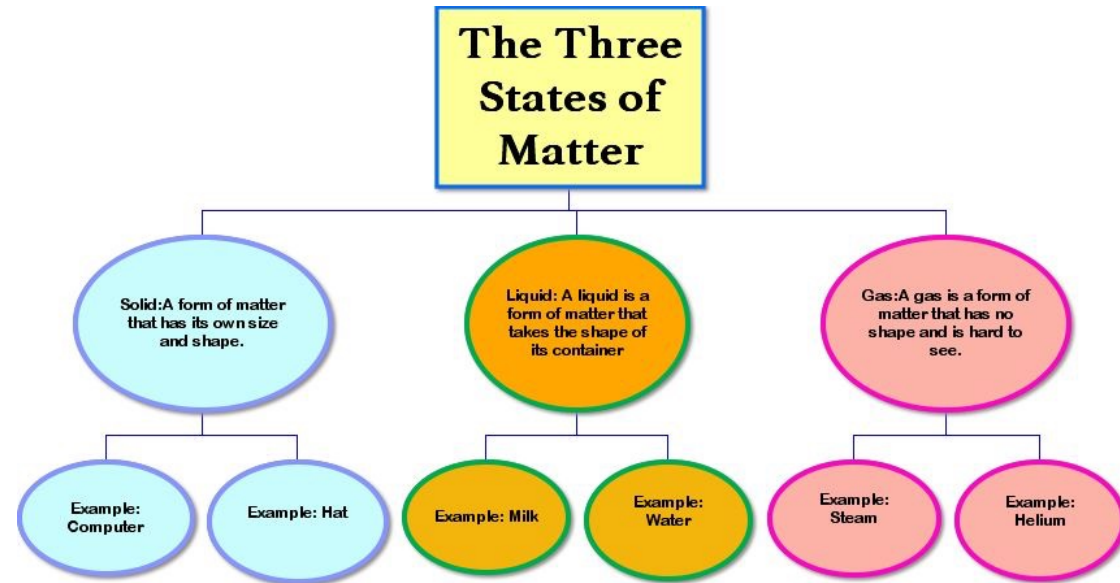 The Three
States of
Matter
Solid:A form of matter
that has its own size
and shape.
Liquid: A liquid is a
form of matter that
takes the shape of
its container
Gas:A gas is a form of
matter that has no
shape and is hard to
see.
Example:
Computer
Example: Hat
Example: Milk
Example:
Water
Example:
Steam
Example:
Helium